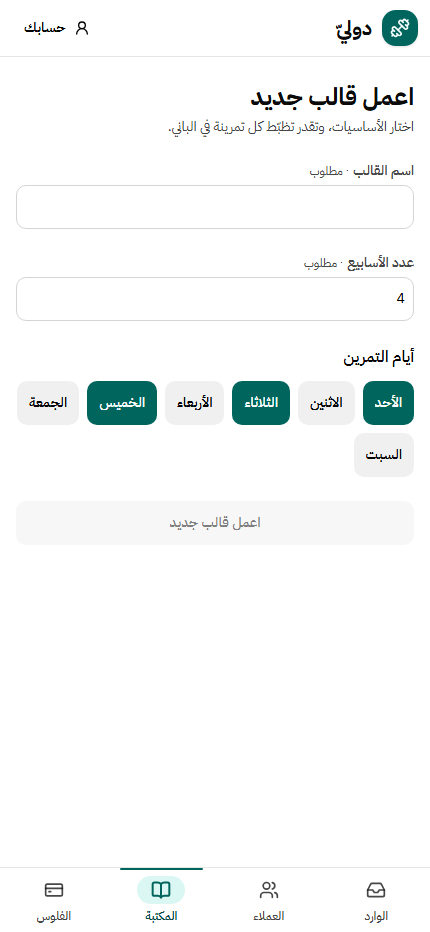 دوليّ
حسابك
اعمل قالب جديد
اختار الأساسيات، وتقدر تظبّط كل تمرينة في الباني.
اسم القالب · مطلوب
عدد الأسابيع · مطلوب
4
أيام التمرين
الأحد الاثنين الثلاثاء الأربعاء الخميس الجمعة
السبت
اعمل قالب جديد
الوارد العملاء المكتبة الفلوس